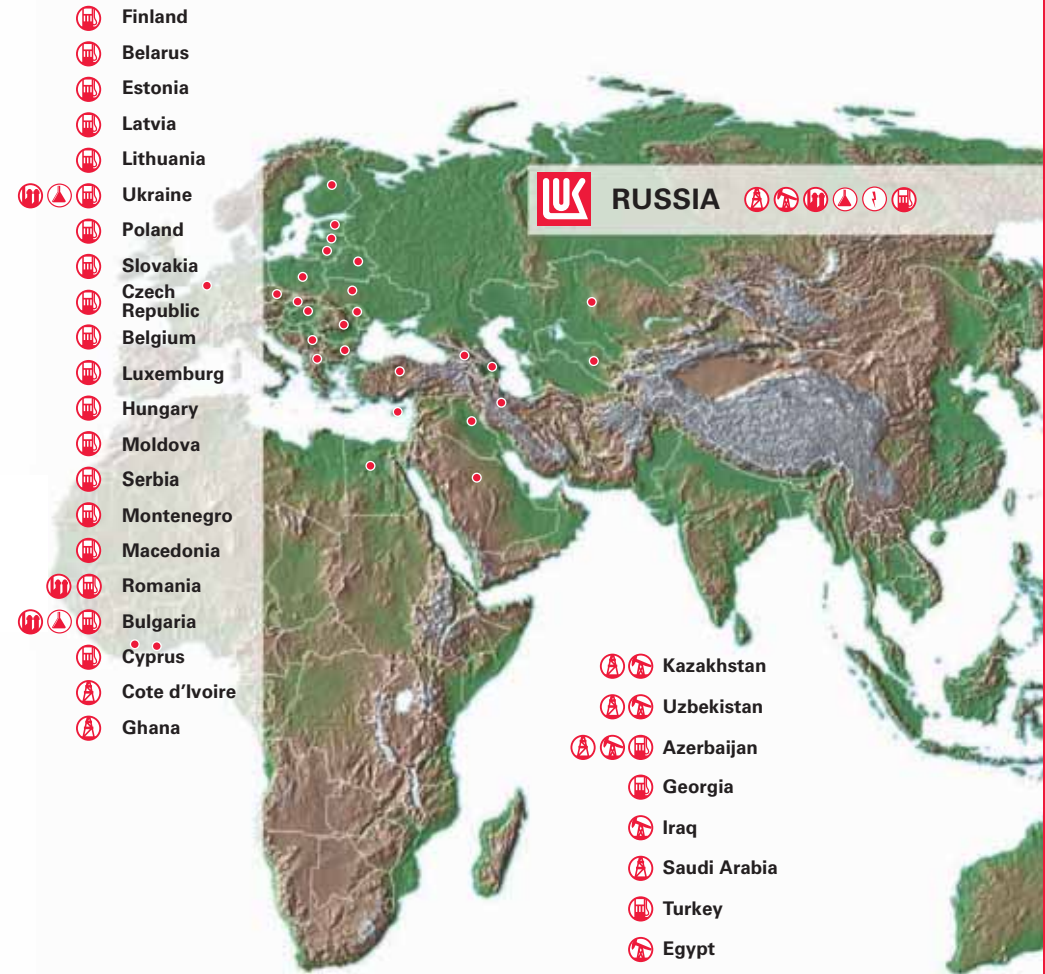 Finland
Belarus
Estonia
Latvia
Lithuania
Ukraine
Poland
Slovakia
Czech
Republic
Belgium
Luxemburg
Hungary
Moldova
Serbia
Montenegro
Macedonia
Romania
Bulgaria
Cyprus
Cote d'Ivoire
Ghana
LUK RUSSIA
Kazakhstan
Uzbekistan
Azerbaijan
Georgia
Iraq
Saudi Arabia
Turkey
Egypt